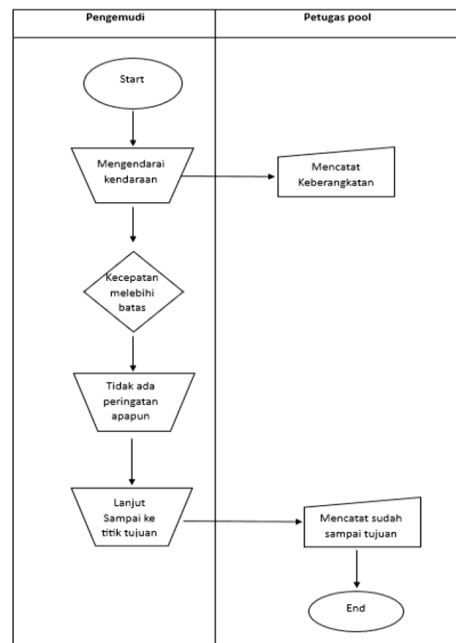 Pengemudi
Petugas pool
Start
Mengendarai
kendaraan
Mencatat
Keberangkatan
Kecepatan
melebihi
batas
Tidak ada
peringatan
apapun
Lanjut
Sampai ke
titik tujuan
Mencatat sudah
sampai tujuan
End